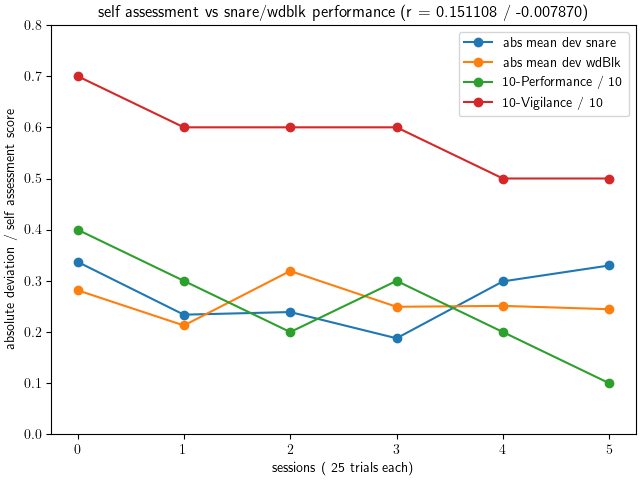 self assessment vs snare/wdblk performance (r = 0.151108 / -0.007870)
abs mean dev snare
abs mean dev wdBlk
10-Performance / 10
10-Vigilance / 10
absolute deviation / self assessment score
0.8
0.7
0.6
0.5
0.4
0.3
0.2
0.1
0.0
0 1 2 3 4 5
sessions ( 25 trials each)